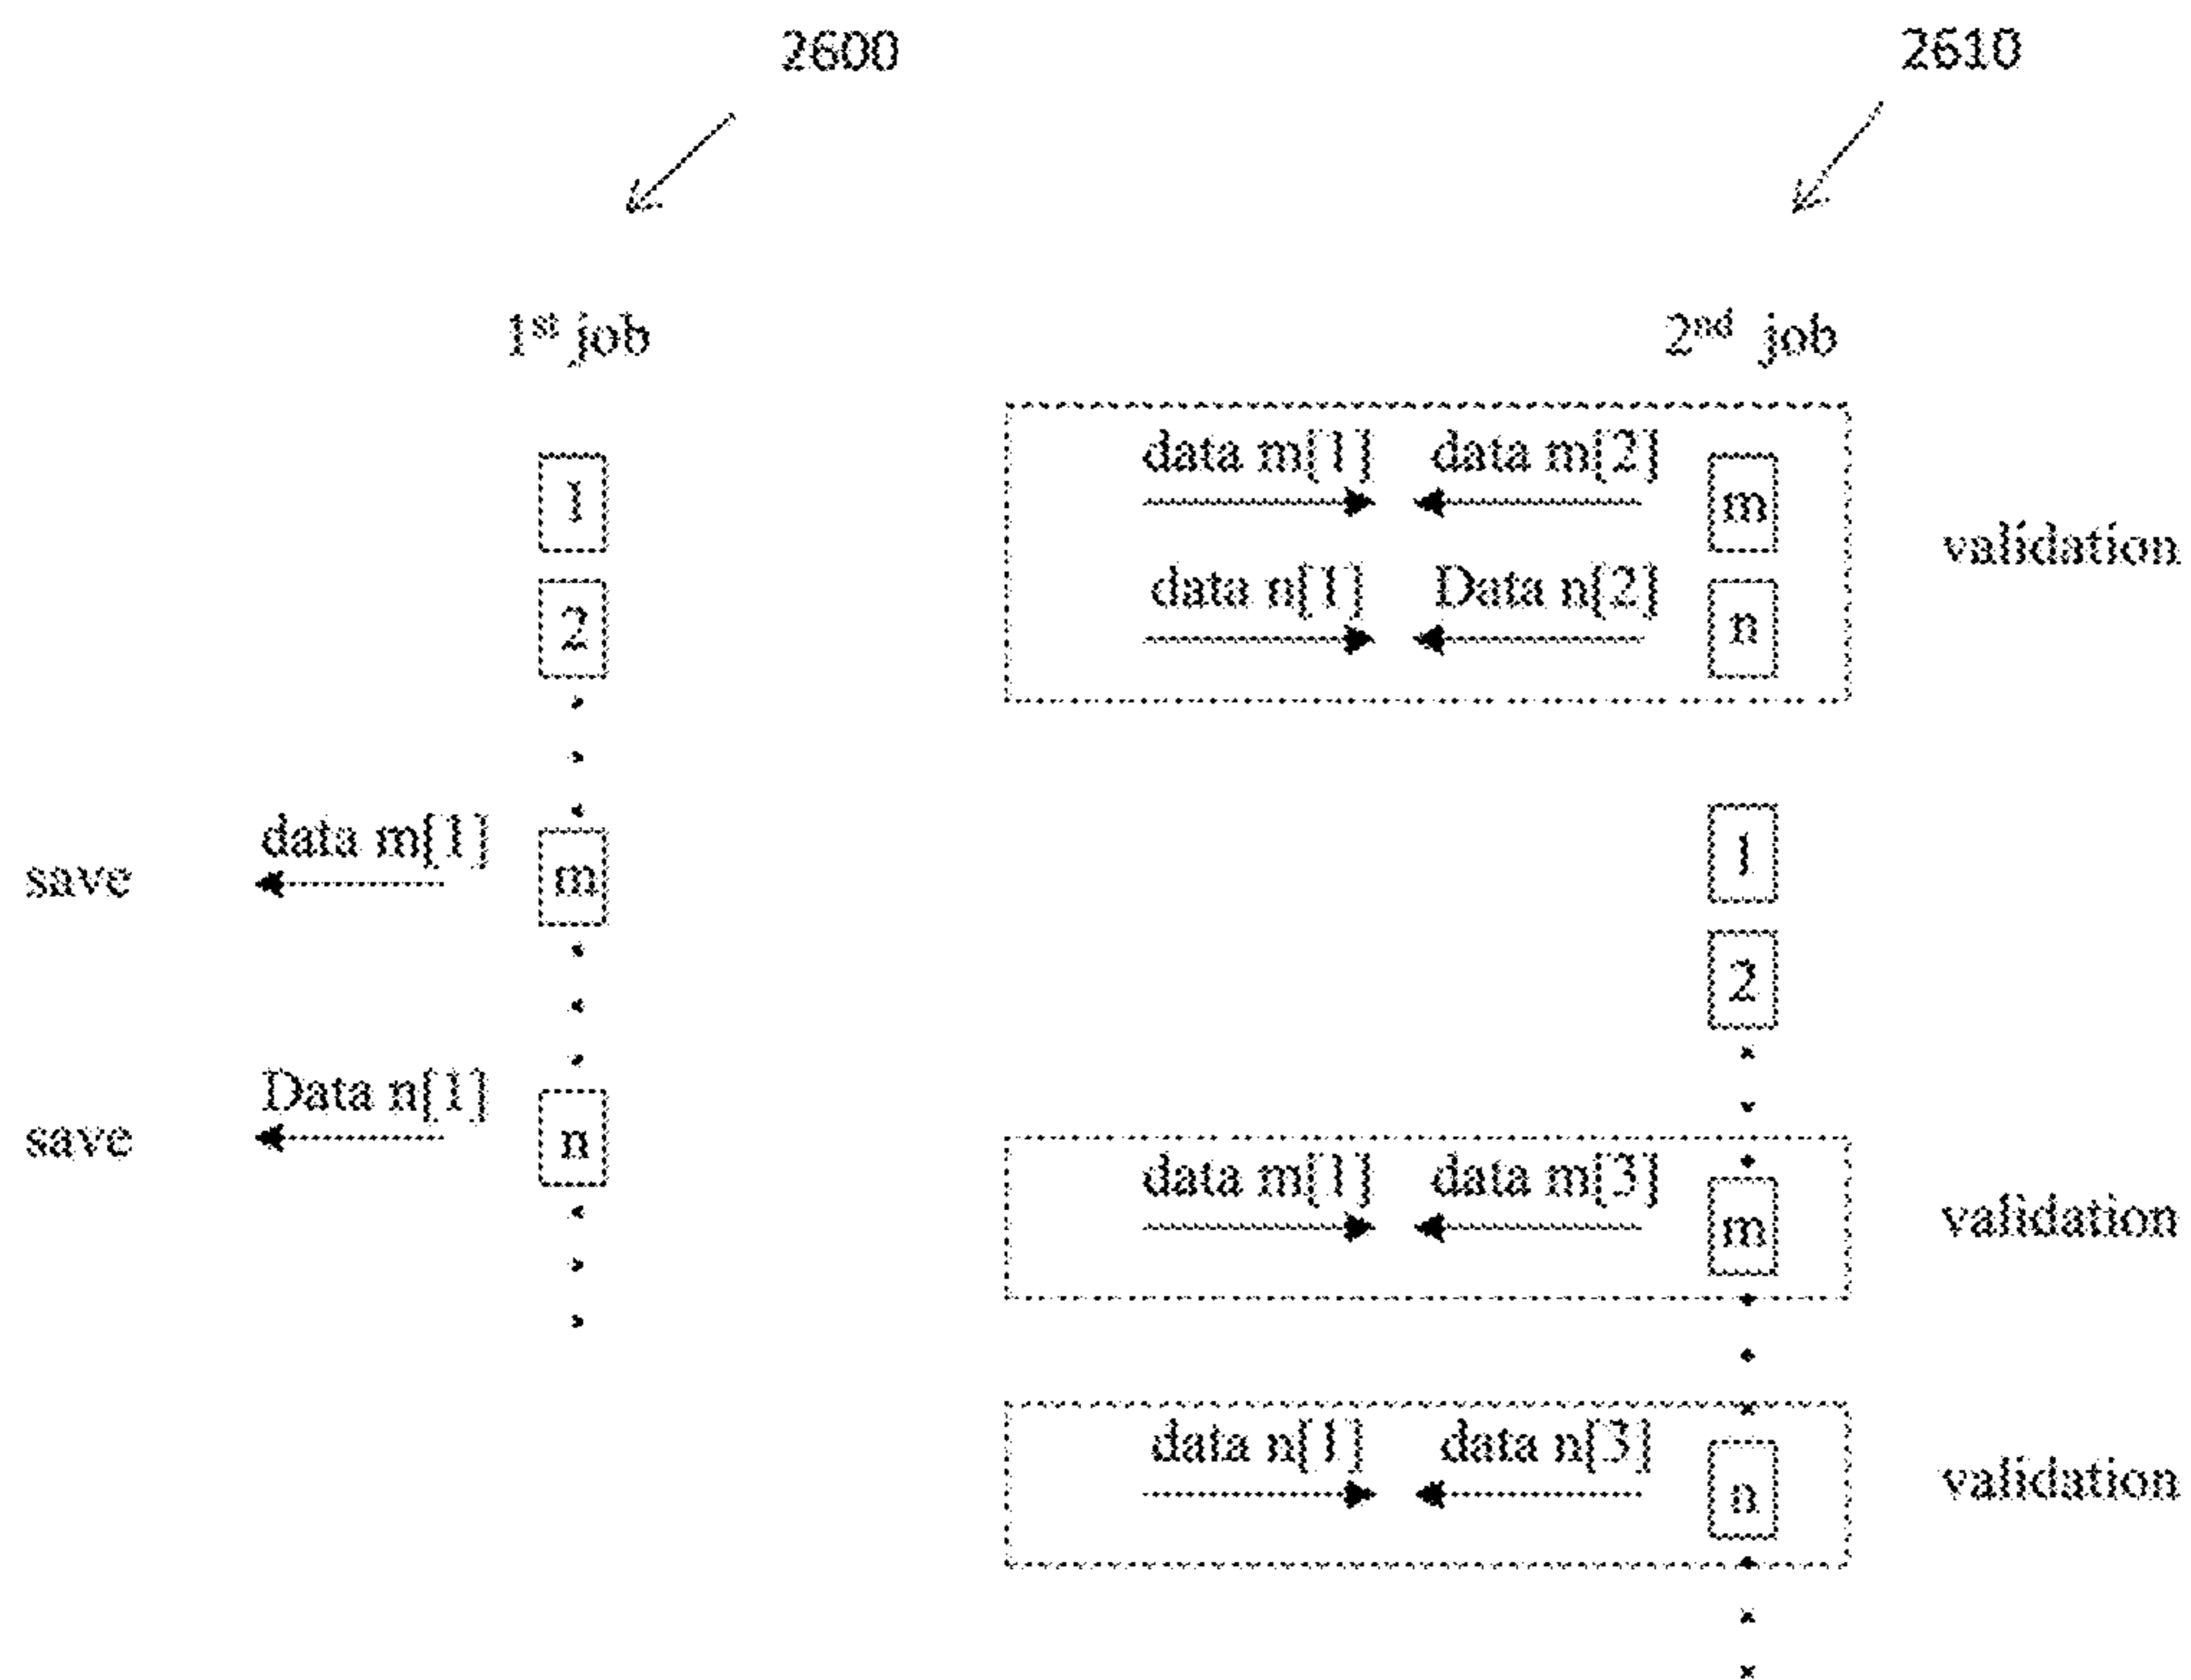 2600
2610
1st job
2nd job
1
2
save
data m[1]
m
save
Data n[1]
n
data m[1] data m[2]
m
data n[1] Data n[2]
n
validation
1
2
data m[1] data m[3]
m
validation
data n[1] data n[3]
n
validation